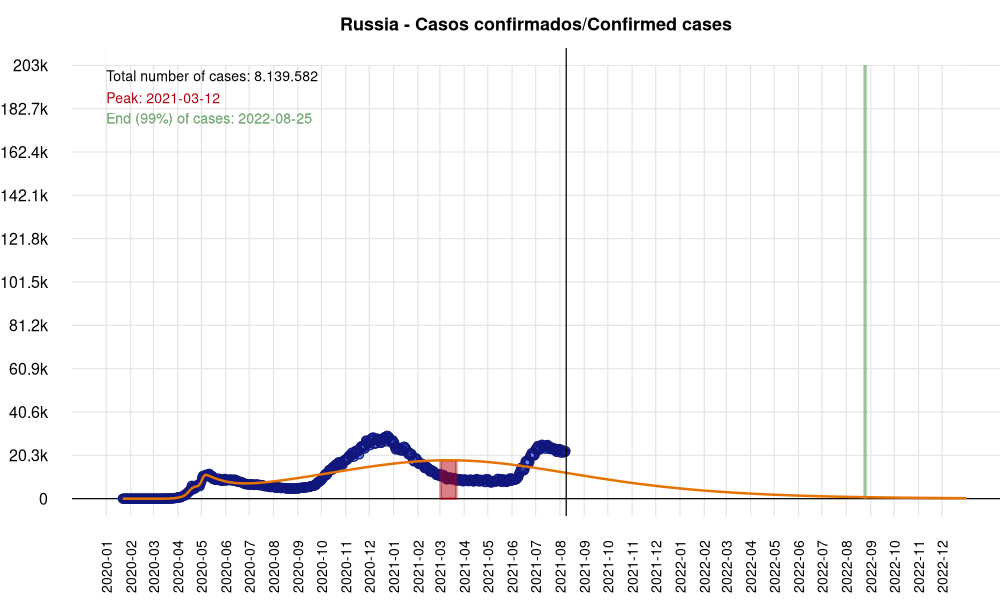 Russia - Casos confirmados/Confirmed cases
Total number of cases: 8.139.582
Peak: 2021-03-12
End (99%) of cases: 2022-08-25
203k
182.7k
162.4k
142.1k
121.8k
101.5k
81.2k
60.9k
40.6k
20.3k
0
2020-01
2020-02
2020-03
2020-04
2020-05
2020-06
2020-07
2020-08
2020-09
2020-10
2020-11
2020-12
2021-01
2021-02
2021-03
2021-04
2021-05
2021-06
2021-07
2021-08
2021-09
2021-10
2021-11
2021-12
2022-01
2022-02
2022-03
2022-04
2022-05
2022-06
2022-07
2022-08
2022-09
2022-10
2022-11
2022-12